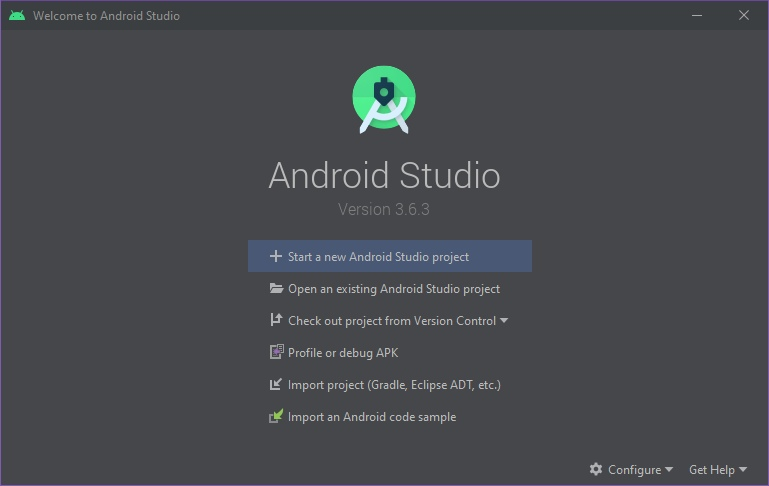 Welcome to Android Studio
Android Studio
Version 3.6.3
Start a new Android Studio project
Open an existing Android Studio project
Check out project from Version Control
Profile or debug APK
Import project (Gradle, Eclipse ADT, etc.)
Import an Android code sample
Configure Get Help